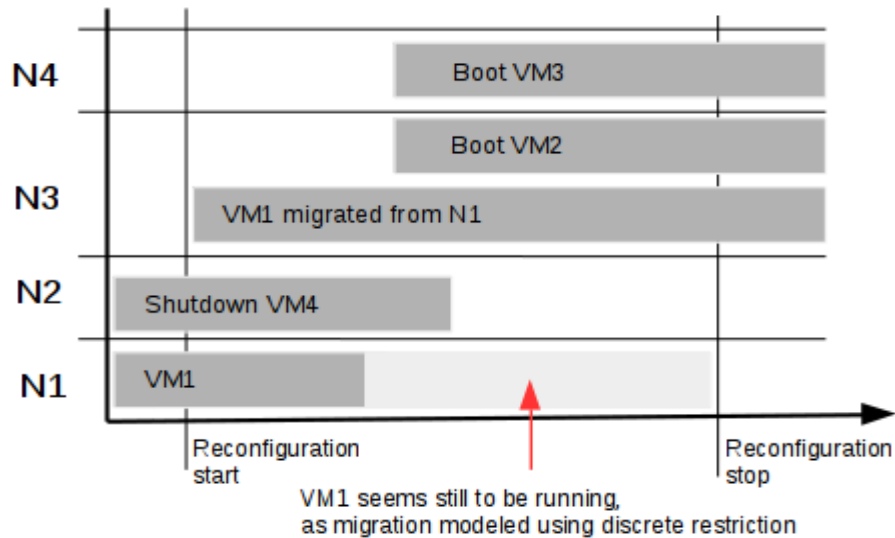 N4
Boot VM3
Boot VM2
N3
VM1 migrated from N1
N2
Shutdown VM4
N1
VM1
Reconfiguration
start
Reconfiguration
stop
VM1 seems still to be running,
as migration modeled using discrete restriction